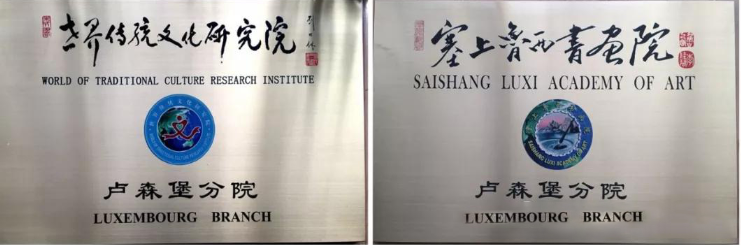 世界传统文化研究院
WORLD OF TRADITIONAL CULTURE RESEARCH INSTITUTE
卢森堡分院
LUXEMBOURG BRANCH
塞上鲁西書画院
SAISHANG LUXI ACADEMY OF ART
卢森堡分院
LUXEMBOURG BRANCH